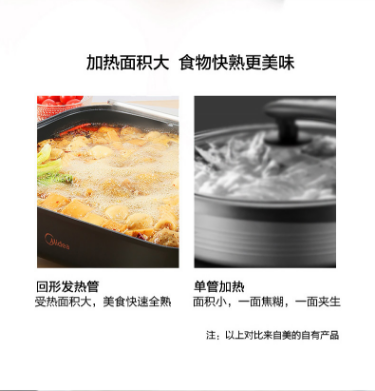 加热面积大 食物快熟更美味
Midea
回形发热管
受热面积大，美食快速全熟
单管加热
面积小，一面焦糊，一面夹生
注：以上对比来自美的自有产品